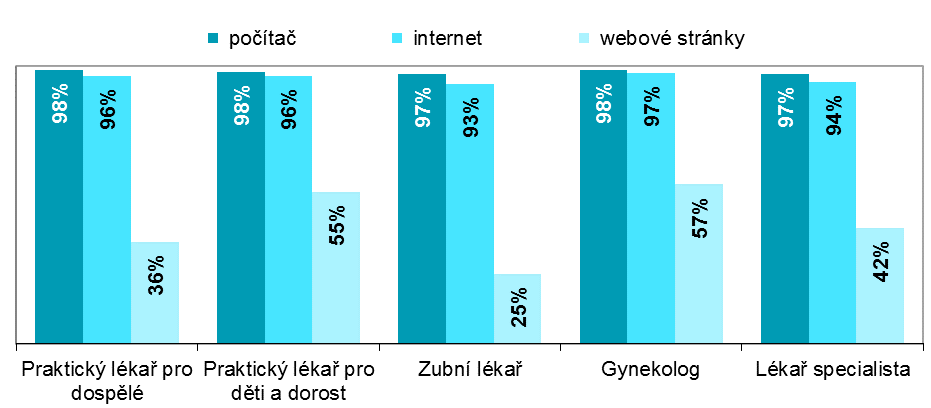 počítač internet webové stránky
98% 96% 36% 98% 96% 55% 97% 93% 25% 98% 97% 57% 97% 94% 42%
Praktický lékař pro dospělé
Praktický lékař pro děti a dorost
Zubní lékař
Gynekolog
Lékař specialista